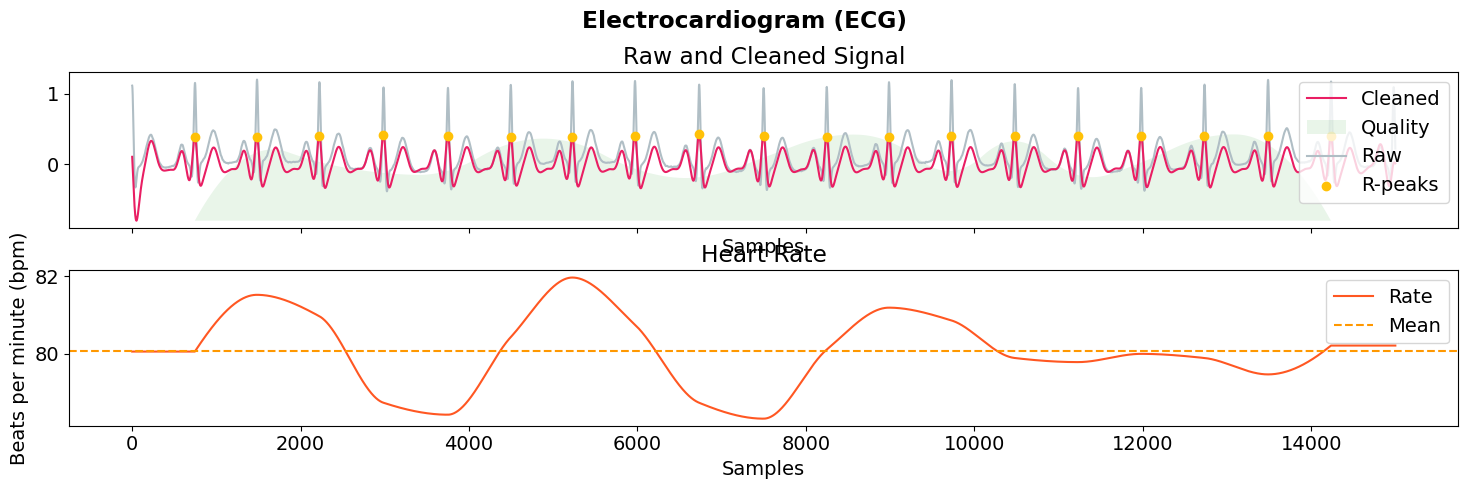 Electrocardiogram (ECG)
Raw and Cleaned Signal
1
0
Cleaned
Quality
Raw
R-peaks
Samples
Heart Rate
Beats per minute (bpm)
82
80
Rate
Mean
0 2000 4000 6000 8000 10000 12000 14000
Samples